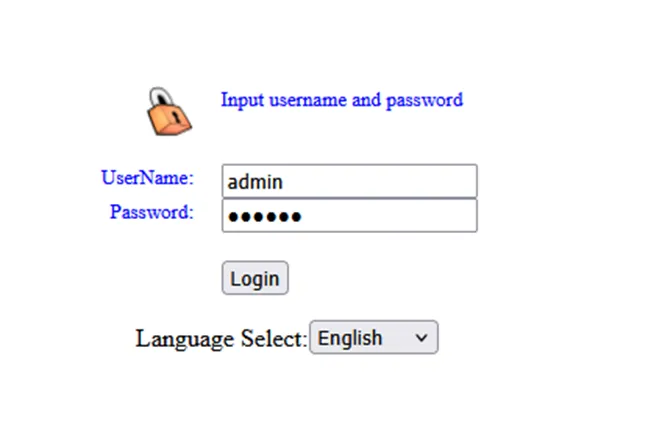 Input username and password
UserName: admin
Password: ••••••
Login
Language Select: English